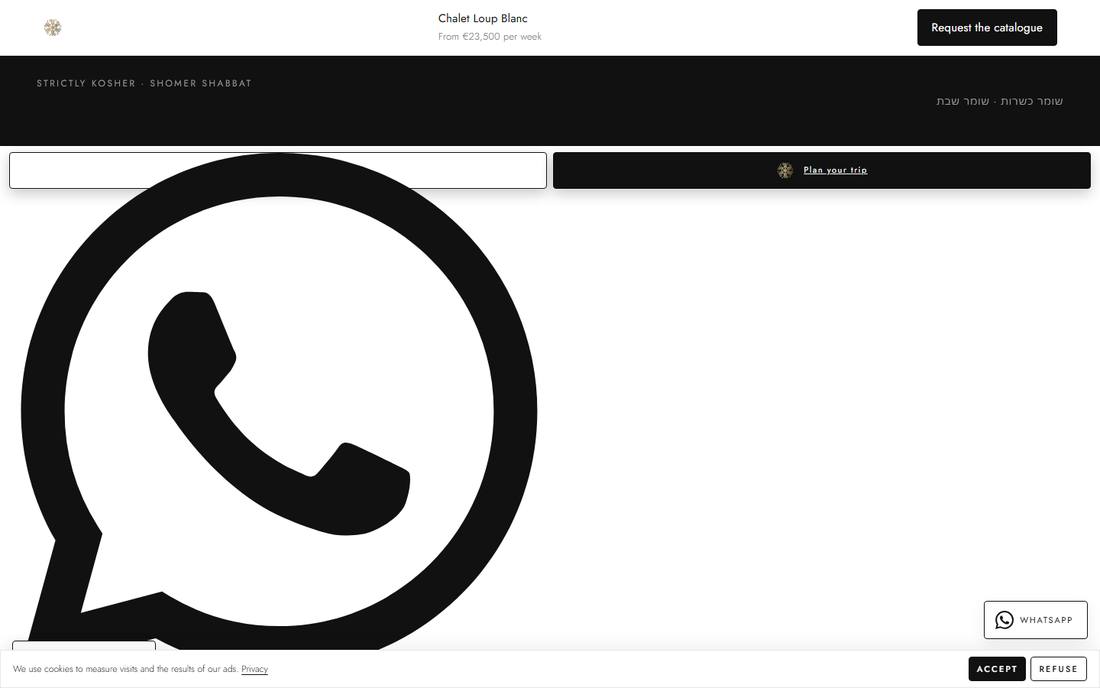 Chalet Loup Blanc
From €23,500 per week
Request the catalogue
STRICTLY KOSHER · SHOMER SHABBAT
שומר כשרות · שומר שבת
Plan your trip
WHATSAPP
We use cookies to measure visits and the results of our ads. Privacy
ACCEPT
REFUSE